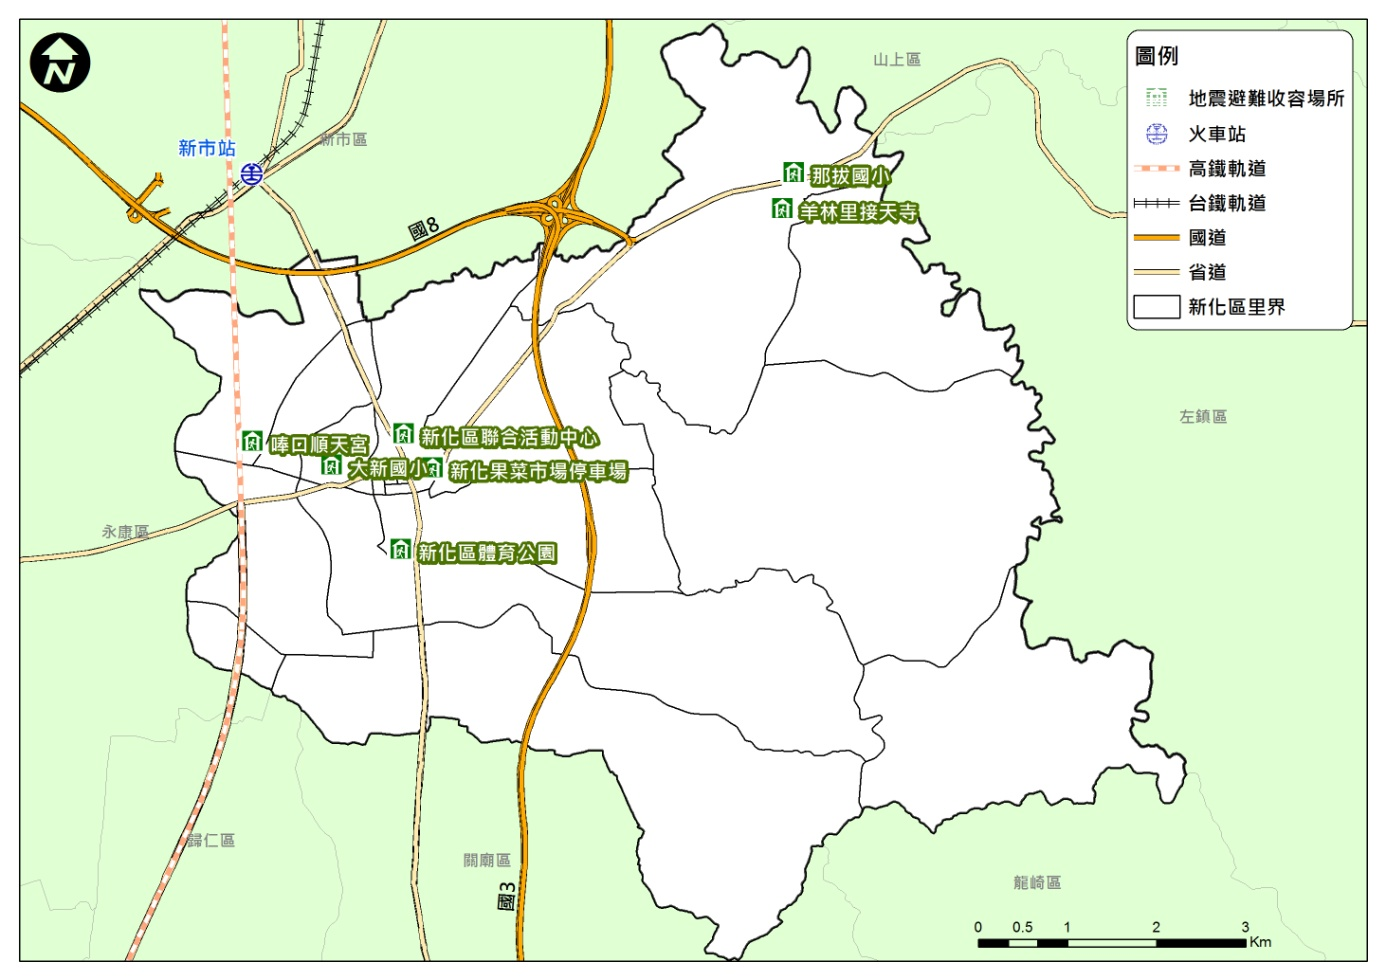 N
山上區
圖例
地震避難收容場所
火車站
高鐵軌道
台鐵軌道
國道
省道
新化區里界
新市站
新市區
那拔國小
羊林里接天寺
國8
左鎮區
新化區聯合活動中心
唪口順天宮
大新國小
新化果菜市場停車場
永康區
新化區體育公園
歸仁區
關廟區
國3
龍崎區
0 0.5 1 2 3
Km